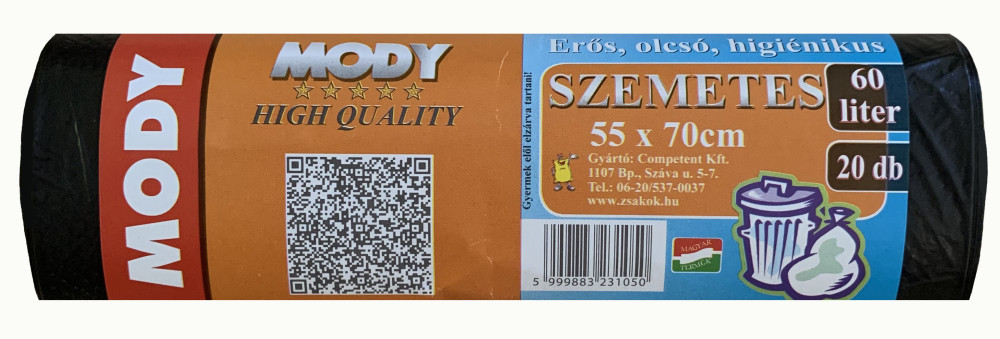 MODY
MODY
HIGH QUALITY
Gyermek elől elzárva tartani!
Erős, olcsó, higiénikus
SZEMETES
60
liter
55 x 70cm
20 db
Gyártó: Competent Kft.
1107 Bp., Száva u. 5-7.
Tel.: 06-20/537-0037
www.zsakok.hu
MAGYAR
TERMÉK
5 999883 231050